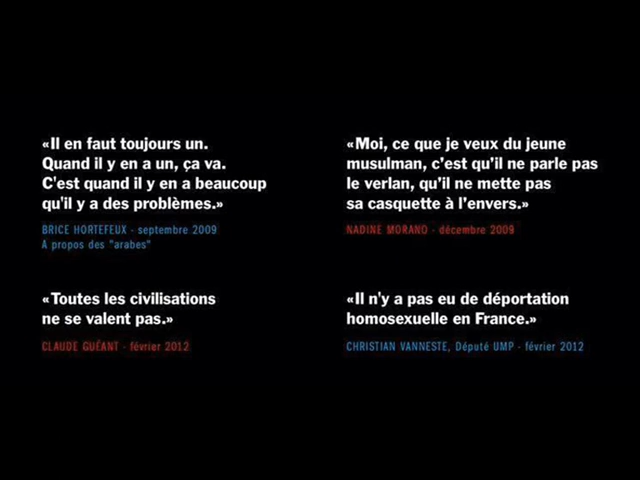 «Il en faut toujours un.
Quand il y en a un, ça va.
C'est quand il y en a beaucoup
qu'il y a des problèmes.»
BRICE HORTEFEUX - septembre 2009
A propos des "arabes"
«Moi, ce que je veux du jeune
musulman, c'est qu'il ne parle pas
le verlan, qu'il ne mette pas
sa casquette à l'envers.»
NADINE MORANO - décembre 2009
«Toutes les civilisations
ne se valent pas.»
CLAUDE GUÉANT - février 2012
«Il n'y a pas eu de déportation
homosexuelle en France.»
CHRISTIAN VANNESTE, Député UMP - février 2012